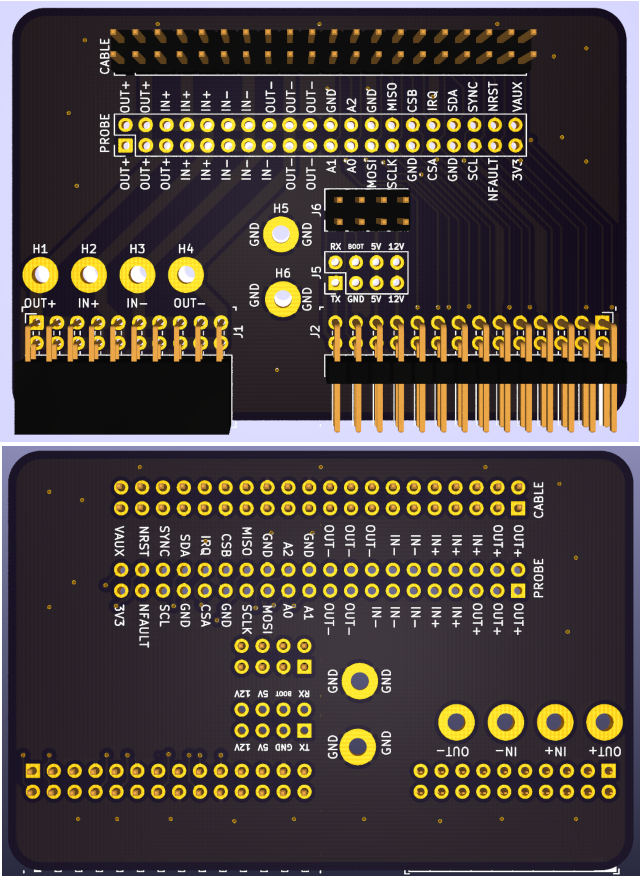 CABLE
OUT+ OUT+ IN+ IN+ IN+ IN- IN- OUT- OUT- OUT- GND A2 GND MISO CSB IRQ SDA SYNC NRST VAUX
PROBE
OUT+ OUT+ OUT+ IN+ IN+ IN- IN- IN- OUT- OUT- A1 A0 MOSI SCLK GND CSA GND SCL NFAULT 3V3
J6
H5
GND GND
H1 H2 H3 H4
RX BOOT 5V 12V
J5
H6
GND GND
OUT+ IN+ IN- OUT-
TX GND 5V 12V
J1 J2
CABLE
VAUX NRST SYNC SDA IRQ CSB MISO GND A2 GND OUT- OUT- OUT- IN- IN- IN+ IN+ IN+ OUT+ OUT+
PROBE
3V3 NFAULT SCL GND CSA GND SCLK MOSI A0 A1 OUT- OUT- IN- IN- IN- IN+ IN+ OUT+ OUT+ OUT+
GND GND
12V 5V BOOT RX
12V 5V GND TX
GND GND
OUT- IN- IN+ OUT+